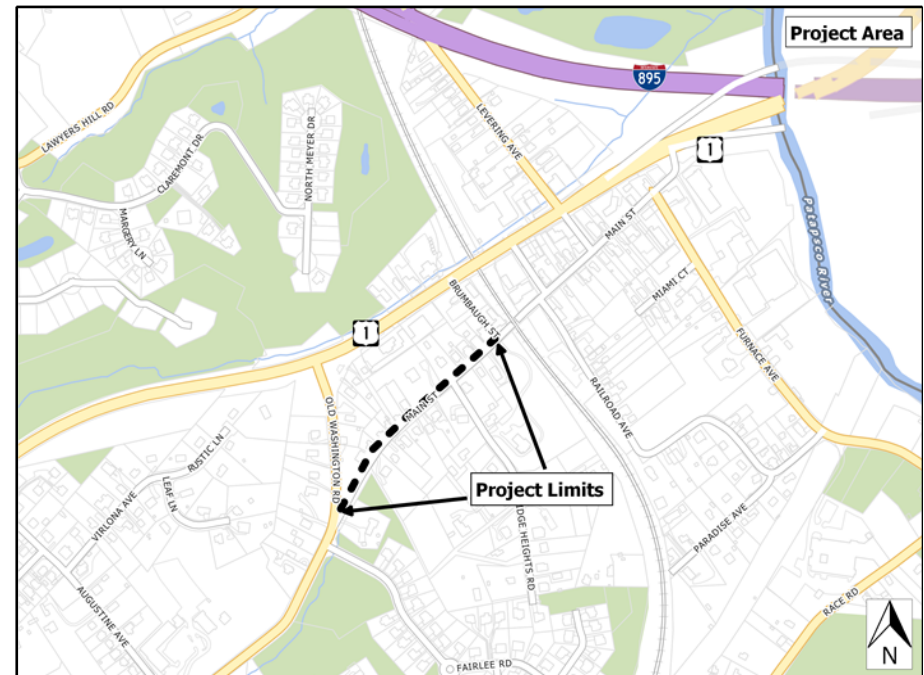 Project Area
INTERSTATE
895
LAWYERS HILL RD
LEVERING AVE
CLAREMONT DR
NORTH MEYER DR
1
MARGERY LN
MAIN ST
Patapsco River
MIAMI CT
BRUMBAUGH ST
1
FURNACE AVE
RAILROAD AVE
OLD WASHINGTON RD
MAIN ST
RUSTIC LN
Project Limits
LEAF LN
VIRLONA AVE
IDGE HEIGHTS RD
PARADISE AVE
AUGUSTINE AVE
RACE RD
FAIRLEE RD
N